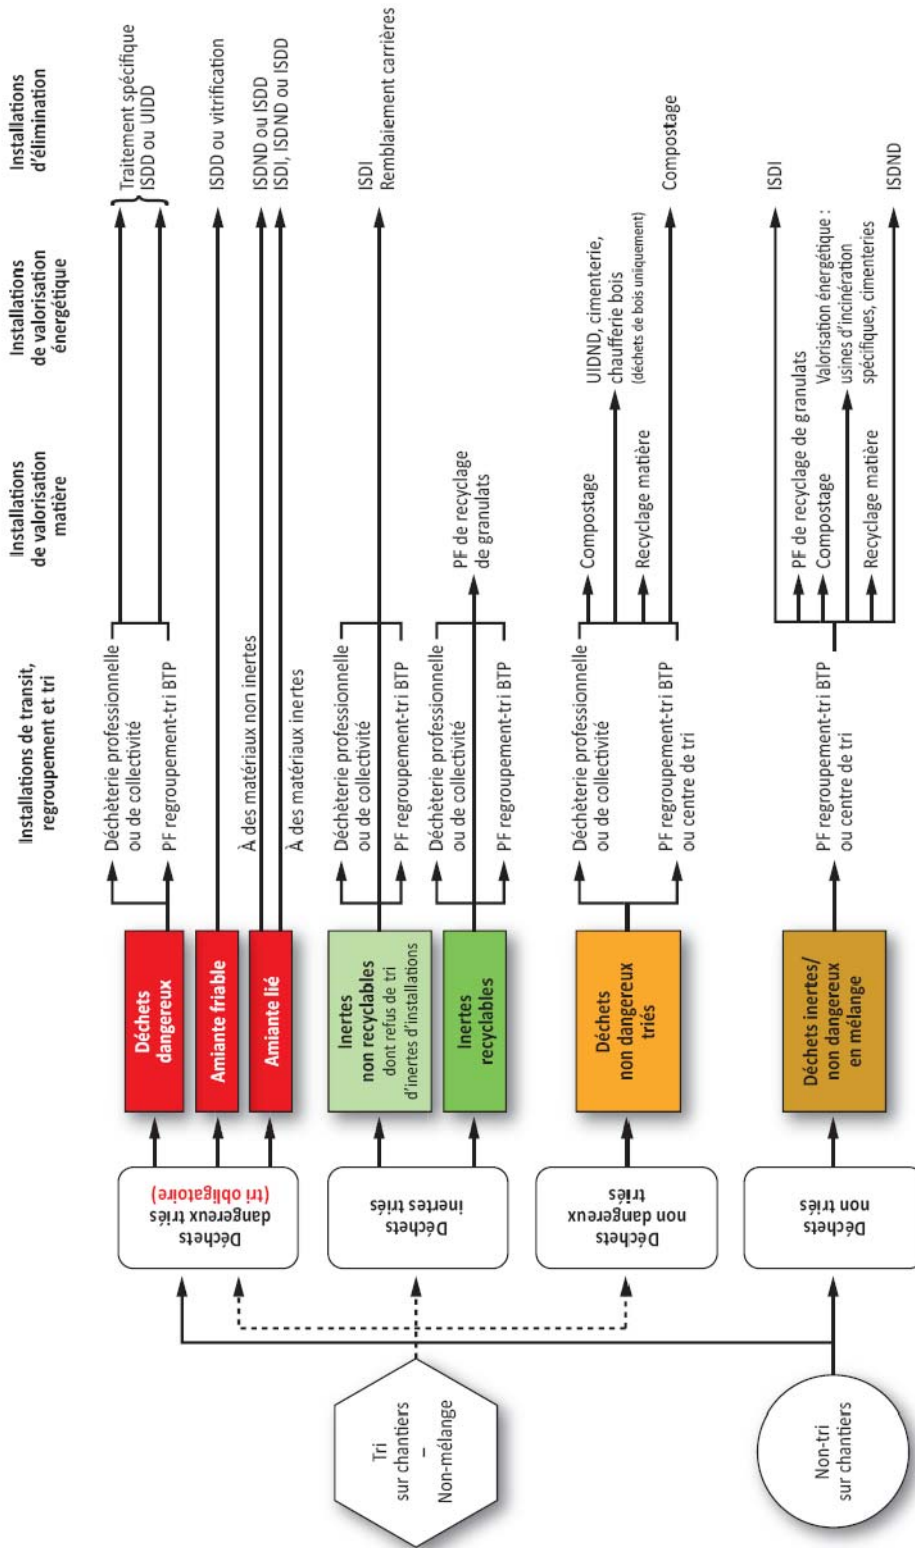 Installations de transit,
regroupement et tri
Installations
de valorisation
matière
Installations
de valorisation
énergétique
Installations
d'élimination
Tri
sur chantiers
–
Non-mélange
Non-tri
sur chantiers
Déchets
dangereux triés
(tri obligatoire)
Déchets
dangereux
Déchèterie professionnelle
ou de collectivité
PF regroupement-tri BTP
Traitement spécifique
ISDD ou UIDD
Amiante friable
ISDD ou vitrification
Amiante lié
À des matériaux non inertes
ISDND ou ISDD
À des matériaux inertes
ISDI, ISDND ou ISDD
Déchets
inertes triés
Inertes
non recyclables
dont refus de tri
d'inertes d'installations
Déchèterie professionnelle
ou de collectivité
PF regroupement-tri BTP
ISDI
Remblaiement carrières
Inertes
recyclables
Déchèterie professionnelle
ou de collectivité
PF regroupement-tri BTP
PF de recyclage
de granulats
Déchets
non dangereux
triés
Déchets
non dangereux
triés
Déchèterie professionnelle
ou de collectivité
PF regroupement-tri BTP
ou centre de tri
Compostage
UIDND, cimenterie,
chaufferie bois
(déchets de bois uniquement)
Recyclage matière
Compostage
Déchets
non triés
Déchets inertes/
non dangereux
en mélange
PF regroupement-tri BTP
ou centre de tri
ISDI
PF de recyclage de granulats
Compostage
Valorisation énergétique :
usines d'incinération
spécifiques, cimenteries
Recyclage matière
ISDND